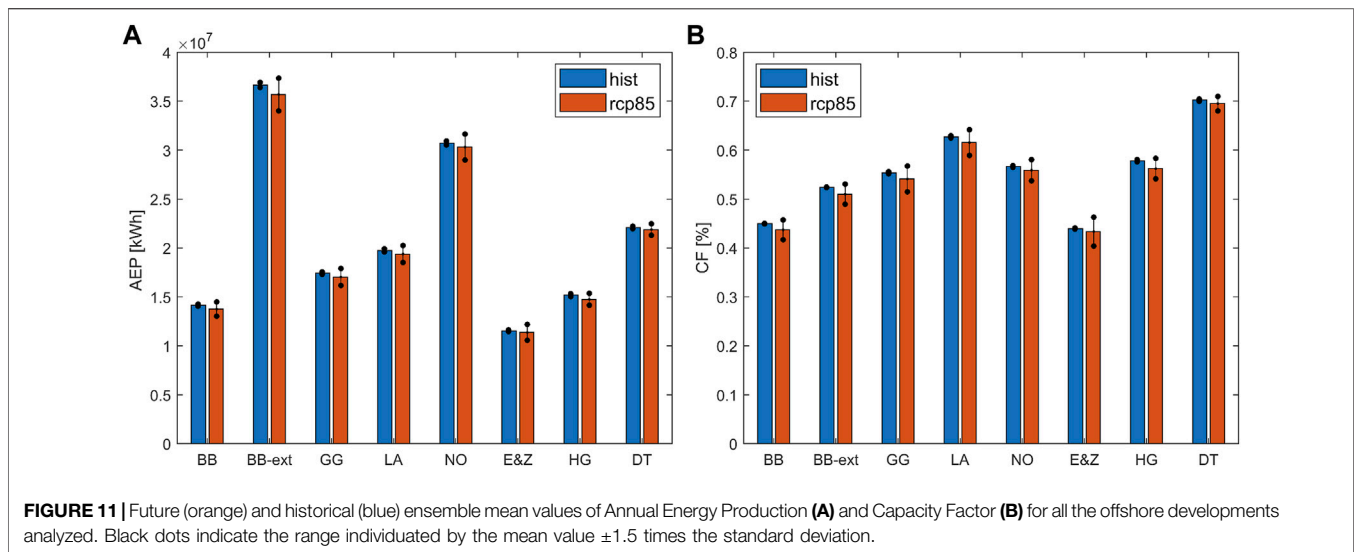 A
B
×10⁷
4
3.5
3
2.5
2
1.5
1
0.5
0
AEP [kWh]
hist
rcp85
BB BB-ext GG LA NO E&Z HG DT
0.8
0.7
0.6
0.5
0.4
0.3
0.2
0.1
0
CF [%]
hist
rcp85
BB BB-ext GG LA NO E&Z HG DT
FIGURE 11 | Future (orange) and historical (blue) ensemble mean values of Annual Energy Production (A) and Capacity Factor (B) for all the offshore developments
analyzed. Black dots indicate the range individuated by the mean value ±1.5 times the standard deviation.